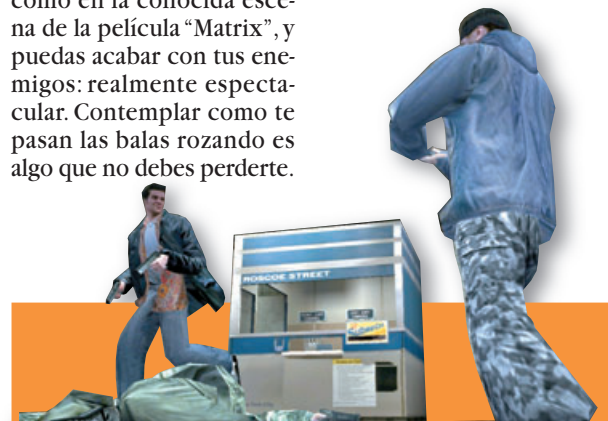 como en la conocida esce-
na de la película “Matrix”, y
puedas acabar con tus ene-
migos: realmente especta-
cular. Contemplar como te
pasan las balas rozando es
algo que no debes perderte.
ROSCOE STREET